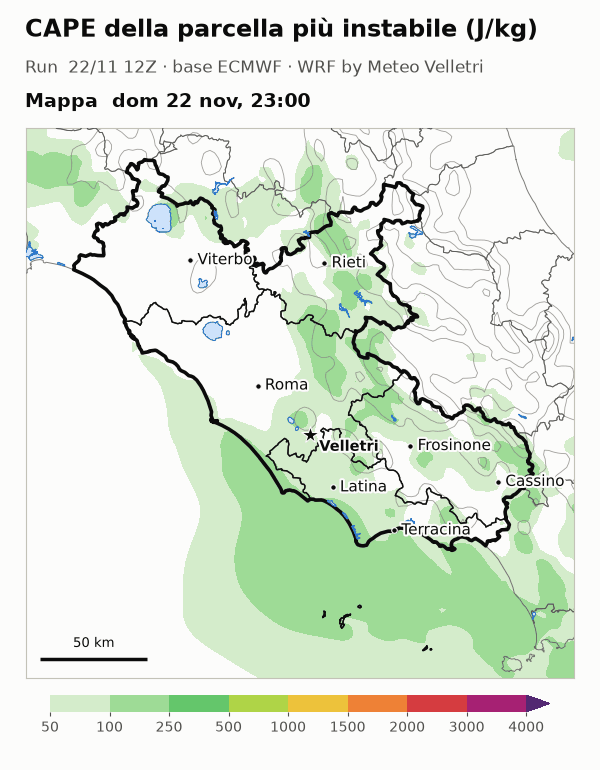 CAPE della parcella più instabile (J/kg)
Run  22/11 12Z · base ECMWF · WRF by Meteo Velletri
Mappa  dom 22 nov, 23:00
Viterbo
Rieti
Roma
Velletri
Frosinone
Latina
Cassino
Terracina
50 km
50 100 250 500 1000 1500 2000 3000 4000